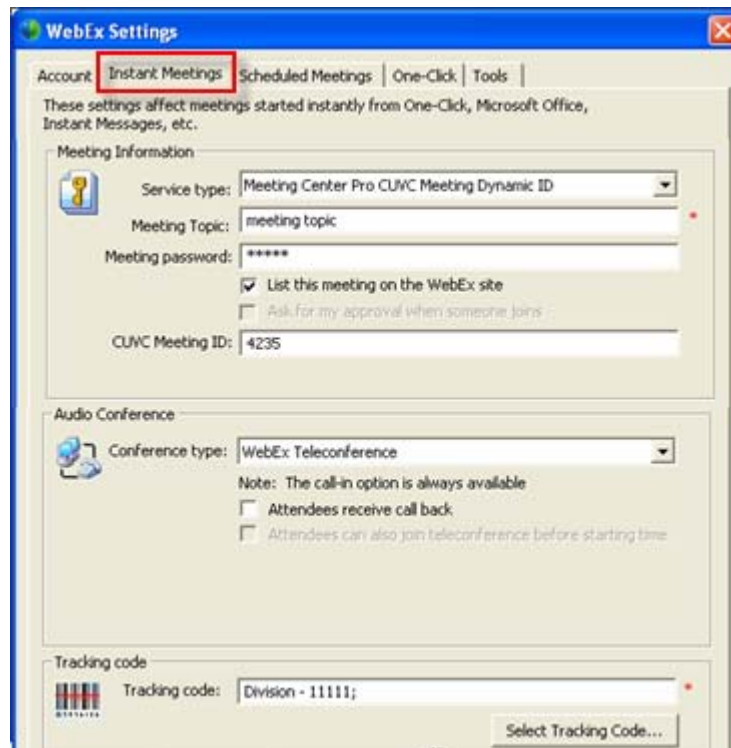 WebEx Settings
Account Instant Meetings Scheduled Meetings One-Click Tools
These settings affect meetings started instantly from One-Click, Microsoft Office,
Instant Messages, etc.
Meeting Information
Service type: Meeting Center Pro CUVC Meeting Dynamic ID
Meeting Topic: meeting topic *
Meeting password: *****
List this meeting on the WebEx site
Ask for my approval when someone joins
CUVC Meeting ID: 4235
Audio Conference
Conference type: WebEx Teleconference
Note: The call-in option is always available
Attendees receive call back
Attendees can also join teleconference before starting time
Tracking code
Tracking code: Division - 11111; *
Select Tracking Code...